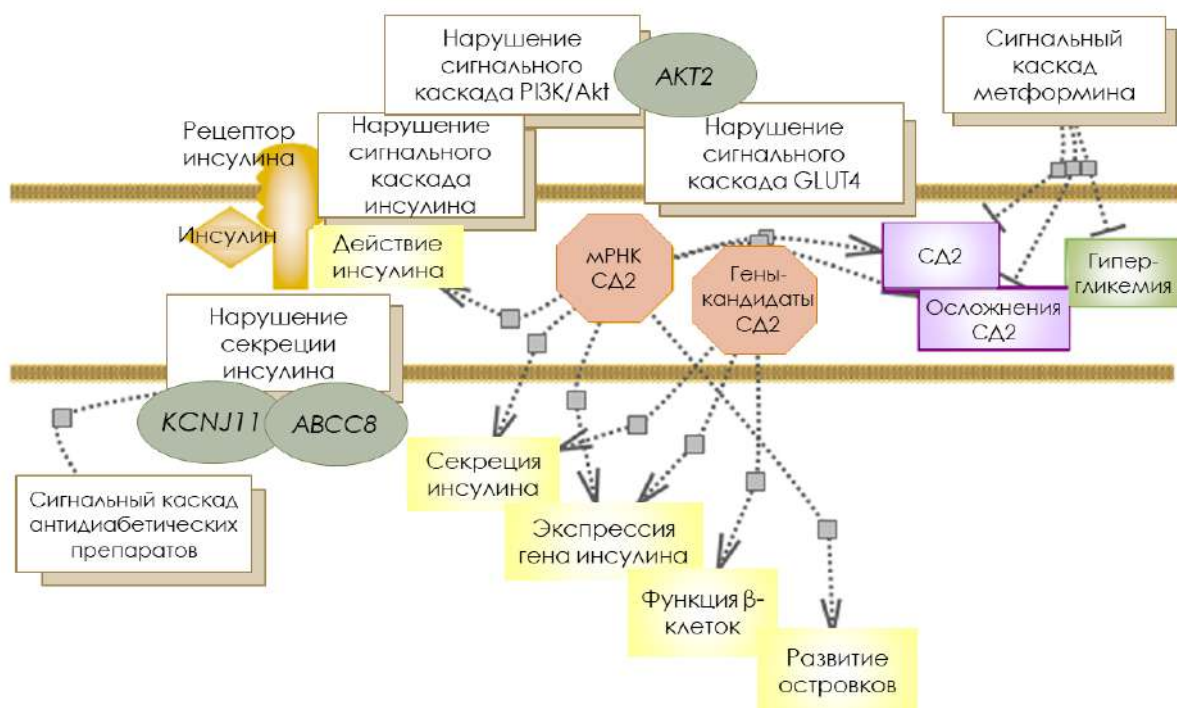 Нарушение
сигнального
каскада PI3K/Akt
AKT2
Сигнальный
каскад
метформина
Рецептор
инсулина
Нарушение
сигнального
каскада
инсулина
Нарушение
сигнального
каскада GLUT4
Инсулин
Действие
инсулина
мРНК
СД2
Гены-
кандидаты
СД2
СД2
Осложнения
СД2
Гипер-
гликемия
Нарушение
секреции
инсулина
KCNJ11
ABCC8
Сигнальный каскад
антидиабетических
препаратов
Секреция
инсулина
Экспрессия
гена инсулина
Функция β-
клеток
Развитие
островков